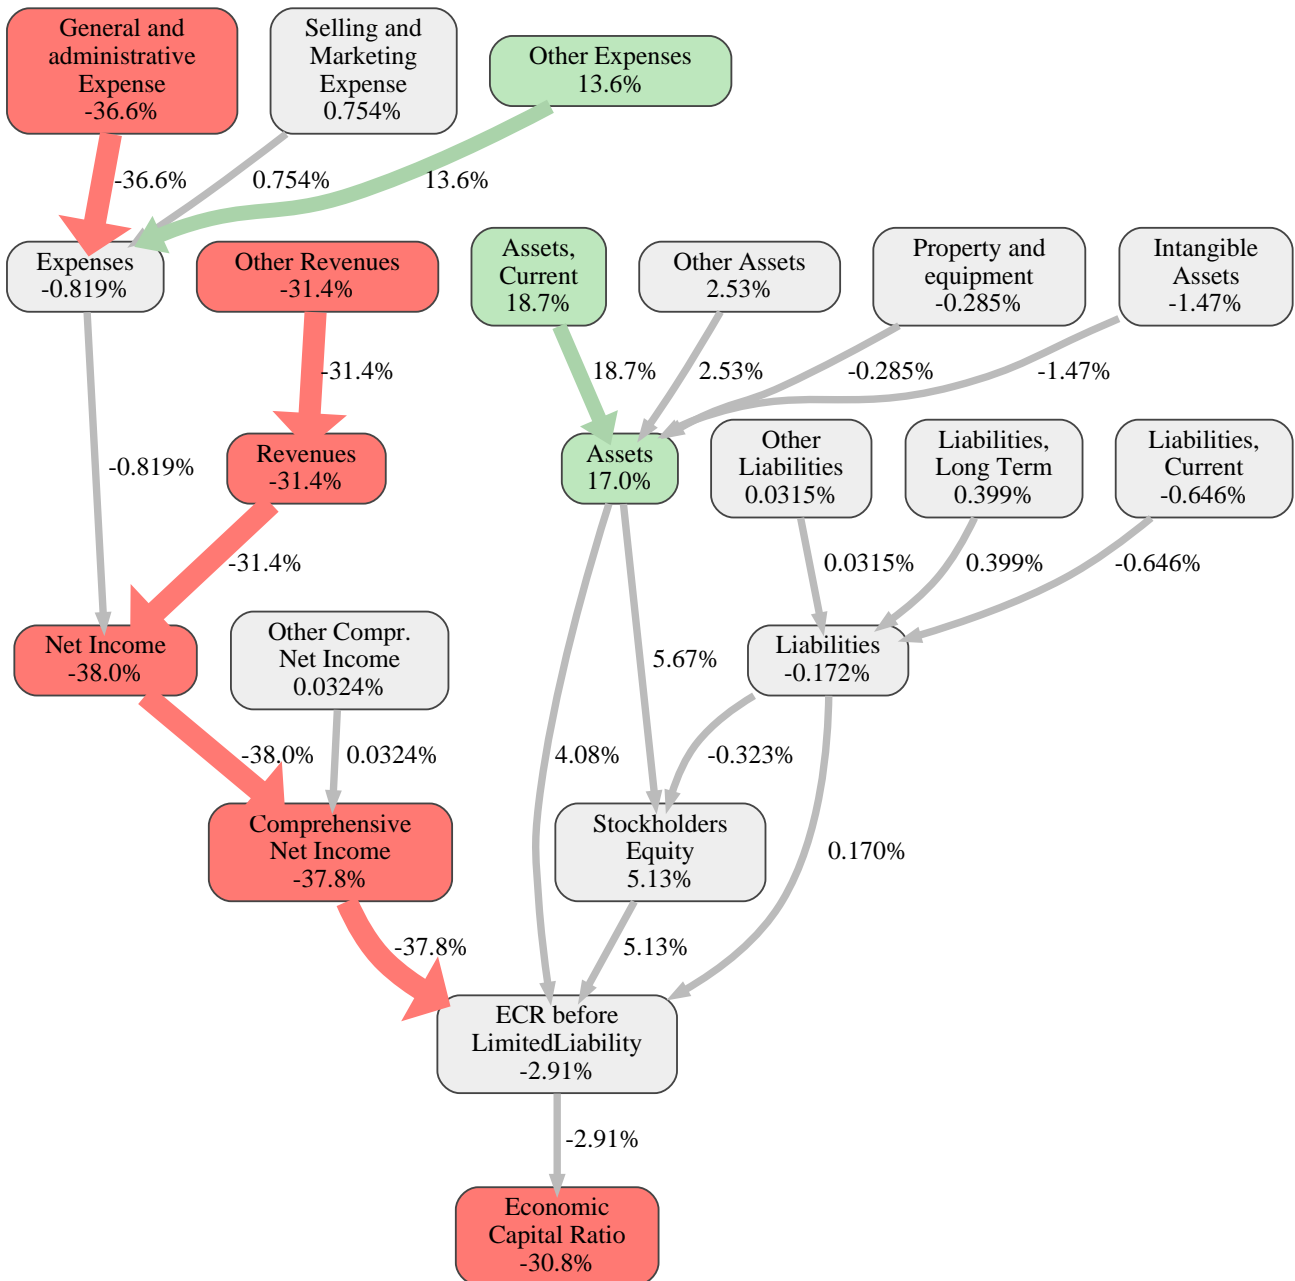 General and
administrative
Expense
-36.6%
Selling and
Marketing
Expense
0.754%
Other Expenses
13.6%
-36.6%
0.754%
13.6%
Expenses
-0.819%
Other Revenues
-31.4%
Assets,
Current
18.7%
Other Assets
2.53%
Property and
equipment
-0.285%
Intangible
Assets
-1.47%
-31.4%
18.7%
2.53%
-0.285%
-1.47%
-0.819%
Revenues
-31.4%
Assets
17.0%
Other
Liabilities
0.0315%
Liabilities,
Long Term
0.399%
Liabilities,
Current
-0.646%
-31.4%
0.0315%
0.399%
-0.646%
Net Income
-38.0%
Other Compr.
Net Income
0.0324%
5.67%
Liabilities
-0.172%
-38.0%
0.0324%
4.08%
-0.323%
Comprehensive
Net Income
-37.8%
Stockholders
Equity
5.13%
0.170%
-37.8%
5.13%
ECR before
LimitedLiability
-2.91%
-2.91%
Economic
Capital Ratio
-30.8%